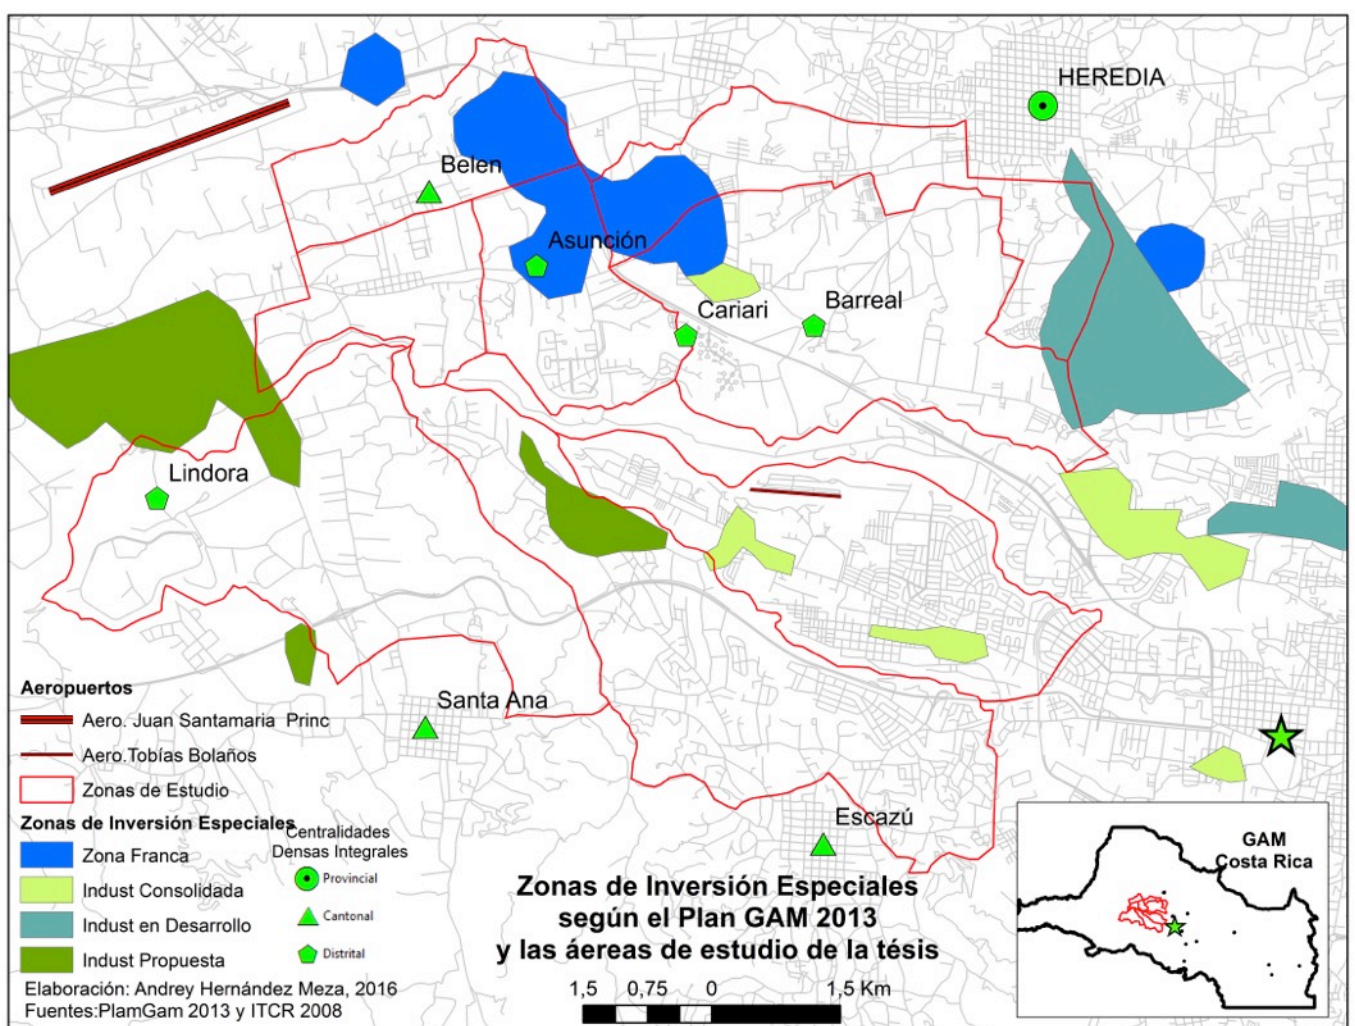 HEREDIA
Belen
Asunción
Cariari
Barreal
Lindora
Santa Ana
Escazú
Aeropuertos
Aero. Juan Santamaria Princ
Aero.Tobías Bolaños
Zonas de Estudio
Zonas de Inversión Especiales
Zona Franca
Indust Consolidada
Indust en Desarrollo
Indust Propuesta
Centralidades
Densas Integrales
Provincial
Cantonal
Distrital
Elaboración: Andrey Hernández Meza, 2016
Fuentes:PlamGam 2013 y ITCR 2008
Zonas de Inversión Especiales
según el Plan GAM 2013
y las áereas de estudio de la tésis
1,5 0,75 0 1,5 Km
GAM
Costa Rica